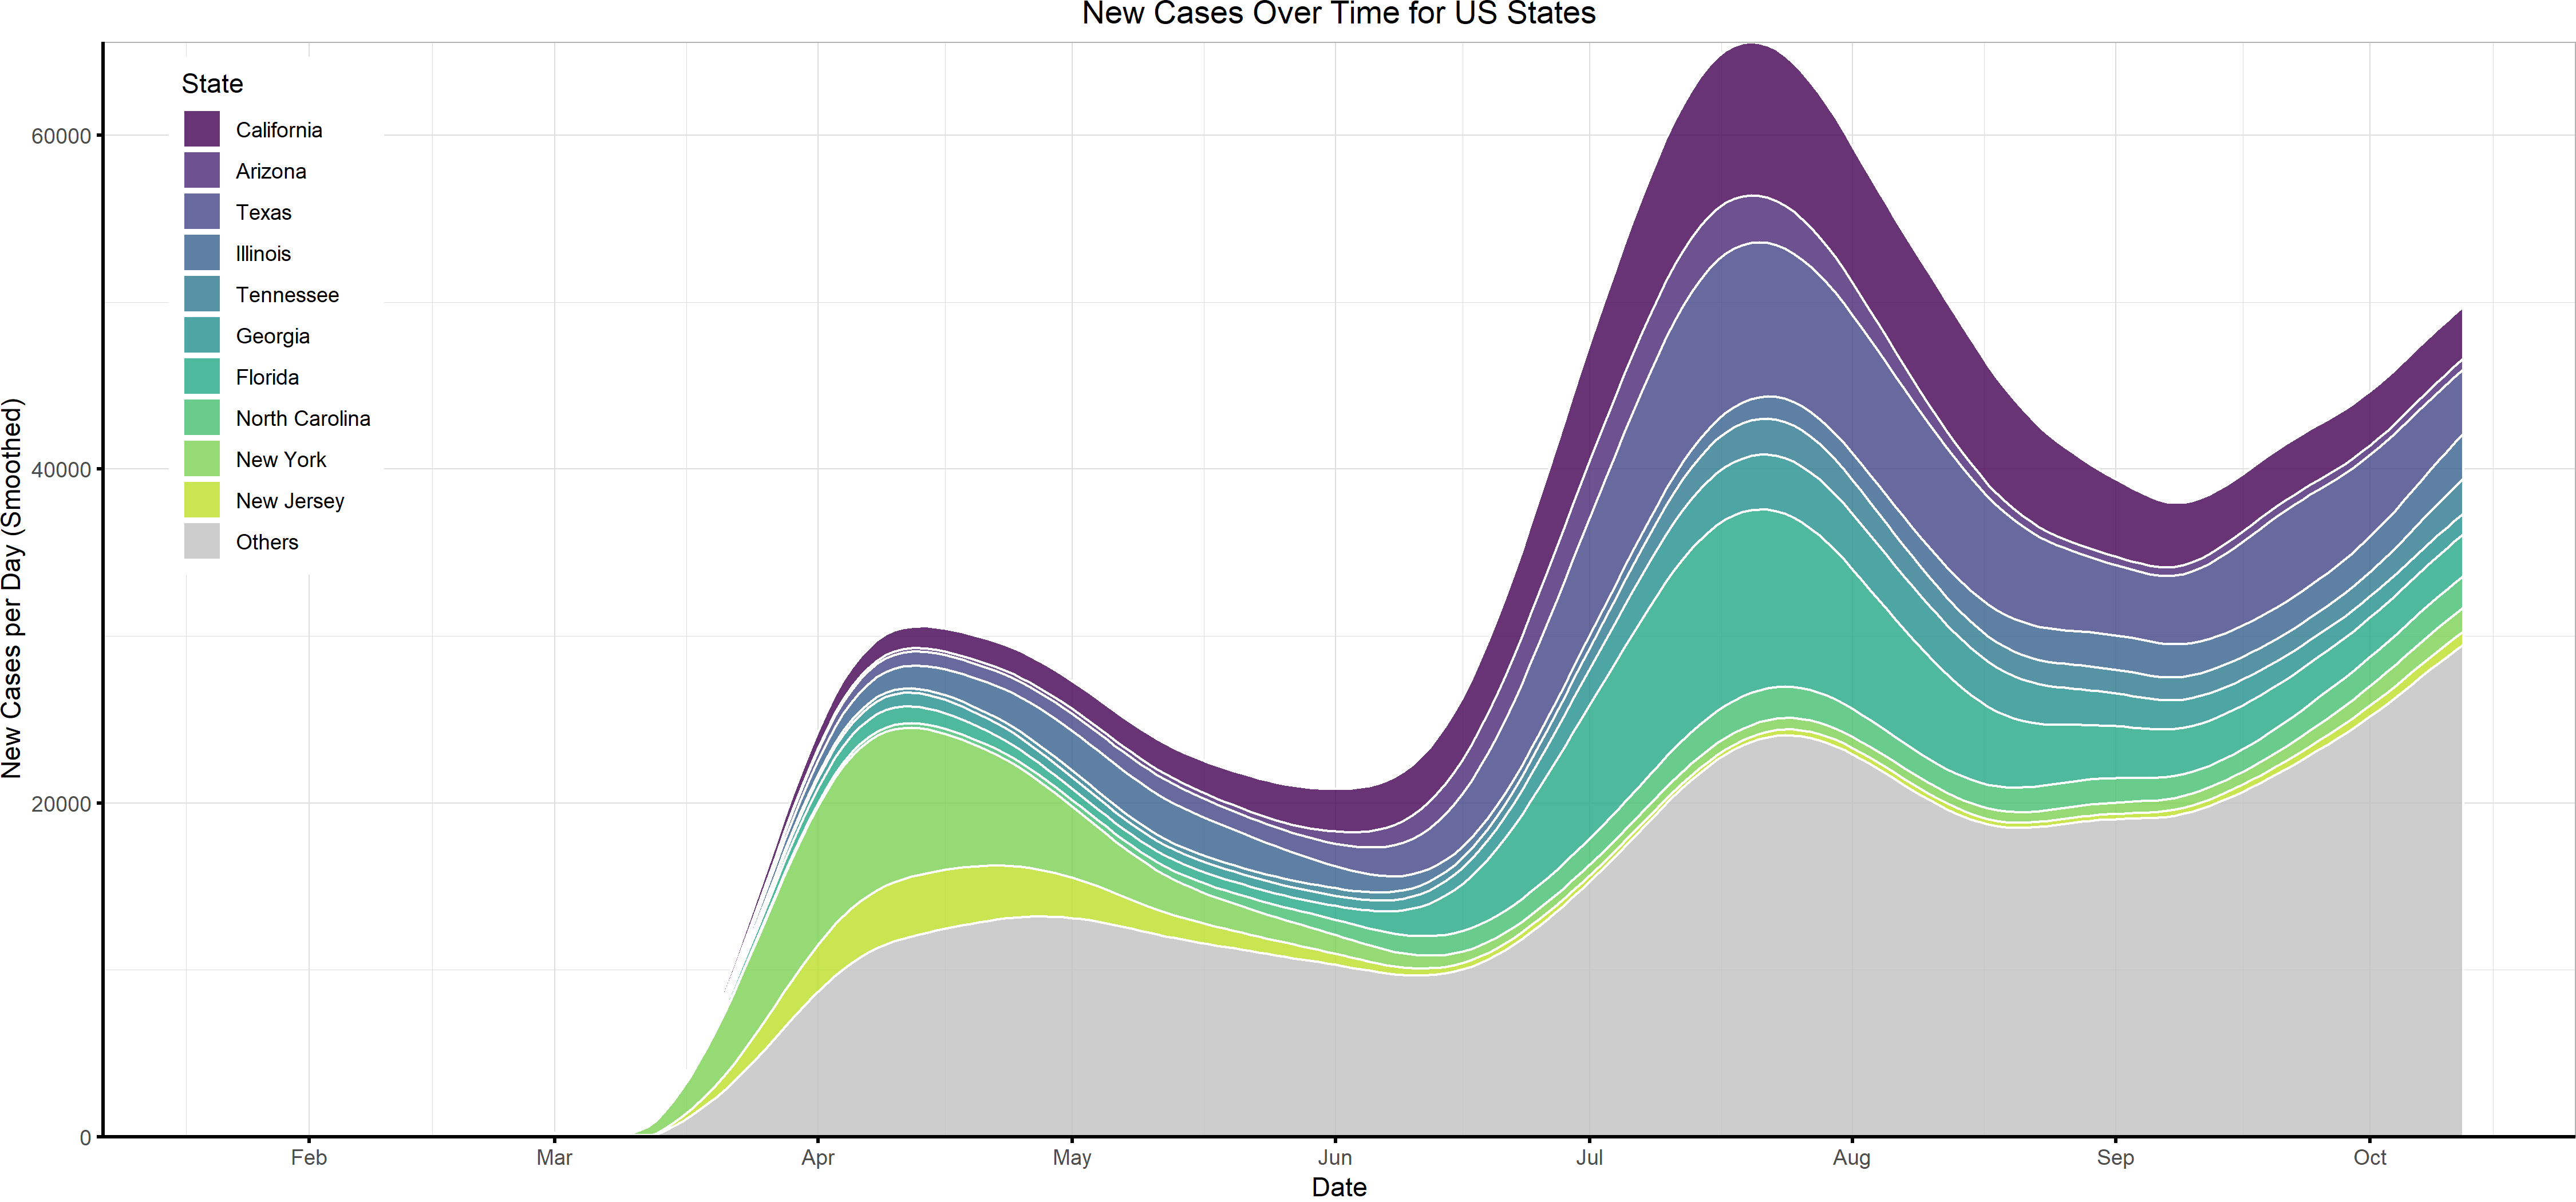 New Cases Over Time for US States
State
California
Arizona
Texas
Illinois
Tennessee
Georgia
Florida
North Carolina
New York
New Jersey
Others
New Cases per Day (Smoothed)
60000
40000
20000
0
Feb Mar Apr May Jun Jul Aug Sep Oct
Date